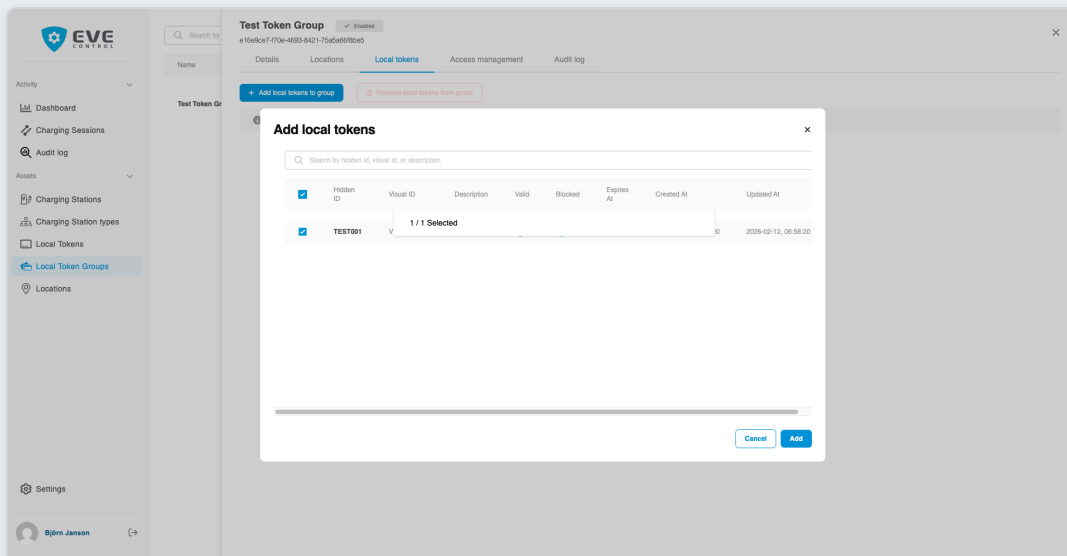 EVE
CONTROL
Activity
Dashboard
Charging Sessions
Audit log
Assets
Charging Stations
Charging Station types
Local Tokens
Local Token Groups
Locations
Settings
Björn Janson
Search by
Name
Test Token Gr
Test Token Group
Enabled
e16e9ce7-f70e-4693-8421-75a5a66f8be5
Details Locations Local tokens Access management Audit log
+ Add local tokens to group
Remove local tokens from group
Add local tokens
Search by hidden id, visual id, or description
Hidden ID Visual ID Description Valid Blocked Expires At Created At Updated At
1 / 1 Selected
TEST001 2026-02-12, 06:56:20
Cancel Add